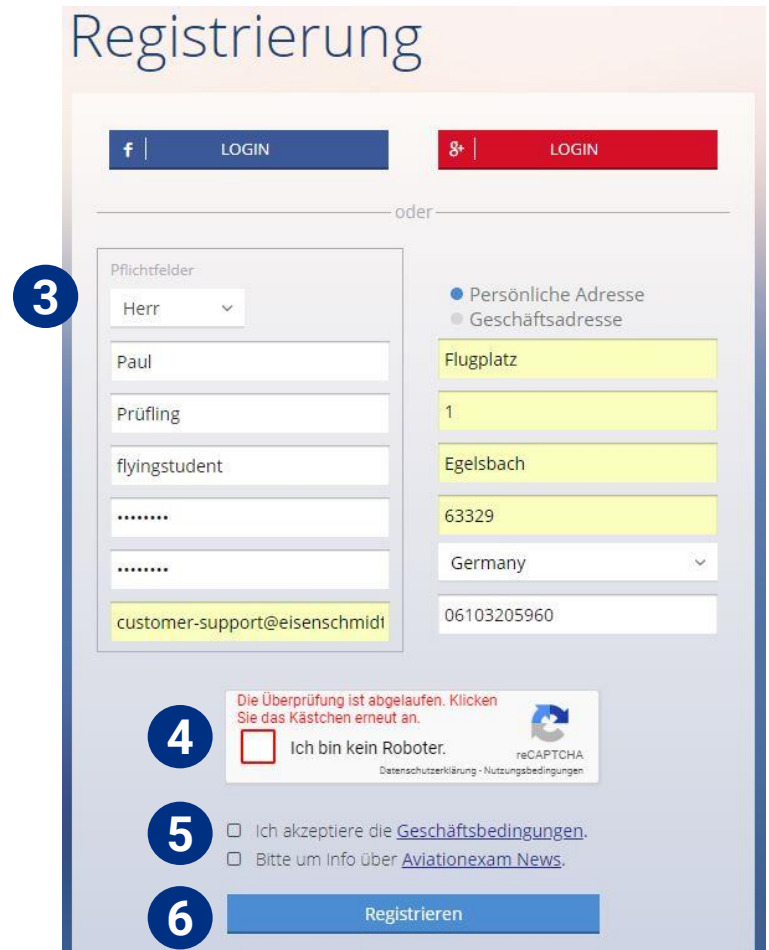 Registrierung
f LOGIN
8+ LOGIN
oder
3
Pflichtfelder
Herr
Paul
Prüfling
flyingstudent
••••••••
••••••••
customer-support@eisenschmidt
Persönliche Adresse
Geschäftsadresse
Flugplatz
1
Egelsbach
63329
Germany
06103205960
4
Die Überprüfung ist abgelaufen. Klicken
Sie das Kästchen erneut an.
Ich bin kein Roboter.
reCAPTCHA
Datenschutzerklärung - Nutzungsbedingungen
5
Ich akzeptiere die Geschäftsbedingungen.
Bitte um Info über Aviationexam News.
6
Registrieren